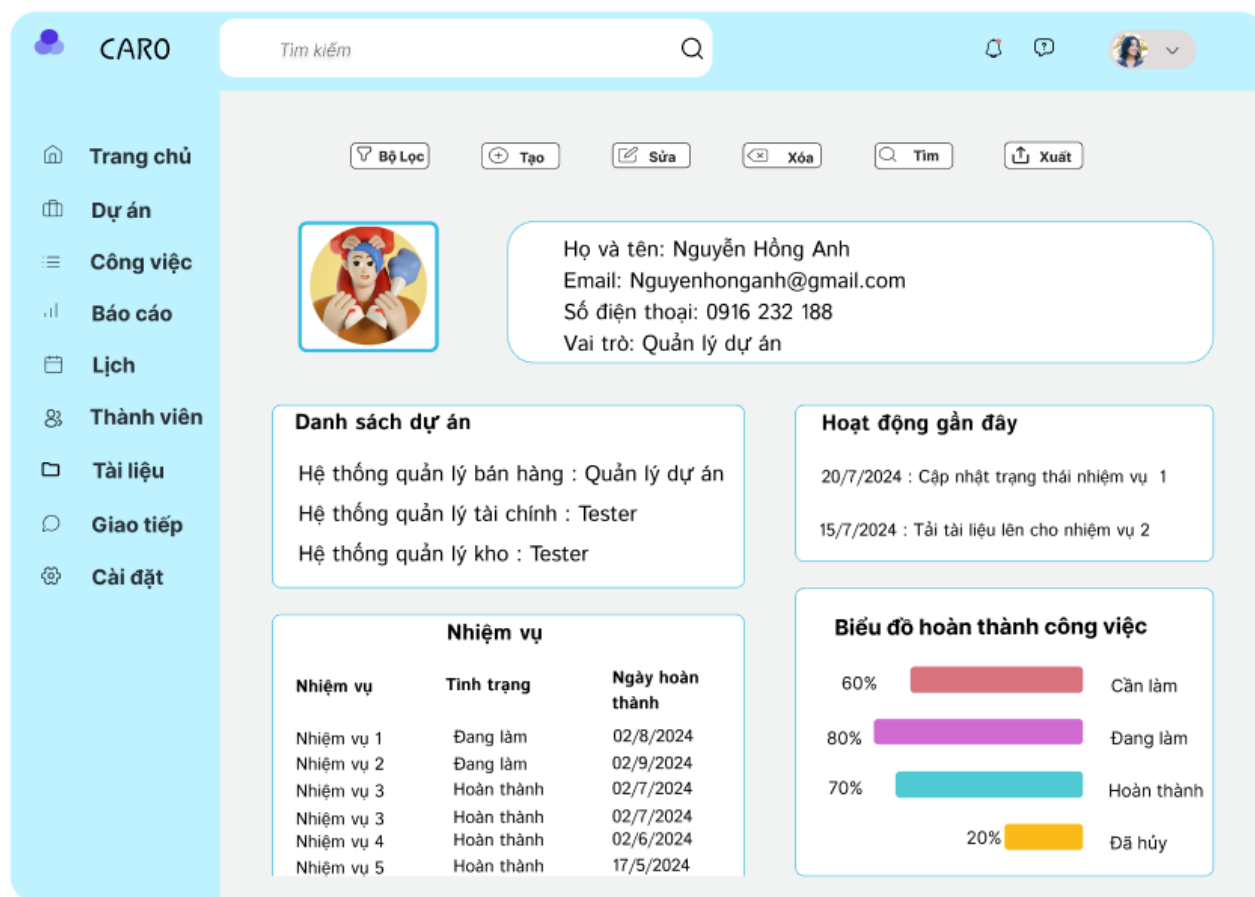 CARO
Tìm kiếm
Trang chủ
Dự án
Công việc
Báo cáo
Lịch
Thành viên
Tài liệu
Giao tiếp
Cài đặt
Bộ Lọc
Tạo
Sửa
Xóa
Tìm
Xuất
Họ và tên: Nguyễn Hồng Anh
Email: Nguyenhonganh@gmail.com
Số điện thoại: 0916 232 188
Vai trò: Quản lý dự án
Danh sách dự án
Hệ thống quản lý bán hàng : Quản lý dự án
Hệ thống quản lý tài chính : Tester
Hệ thống quản lý kho : Tester
Hoạt động gần đây
20/7/2024 : Cập nhật trạng thái nhiệm vụ 1
15/7/2024 : Tải tài liệu lên cho nhiệm vụ 2
Nhiệm vụ
Nhiệm vụ Tình trạng Ngày hoàn thành
Nhiệm vụ 1 Đang làm 02/8/2024
Nhiệm vụ 2 Đang làm 02/9/2024
Nhiệm vụ 3 Hoàn thành 02/7/2024
Nhiệm vụ 3 Hoàn thành 02/7/2024
Nhiệm vụ 4 Hoàn thành 02/6/2024
Nhiệm vụ 5 Hoàn thành 17/5/2024
Biểu đồ hoàn thành công việc
60% Cần làm
80% Đang làm
70% Hoàn thành
20% Đã hủy